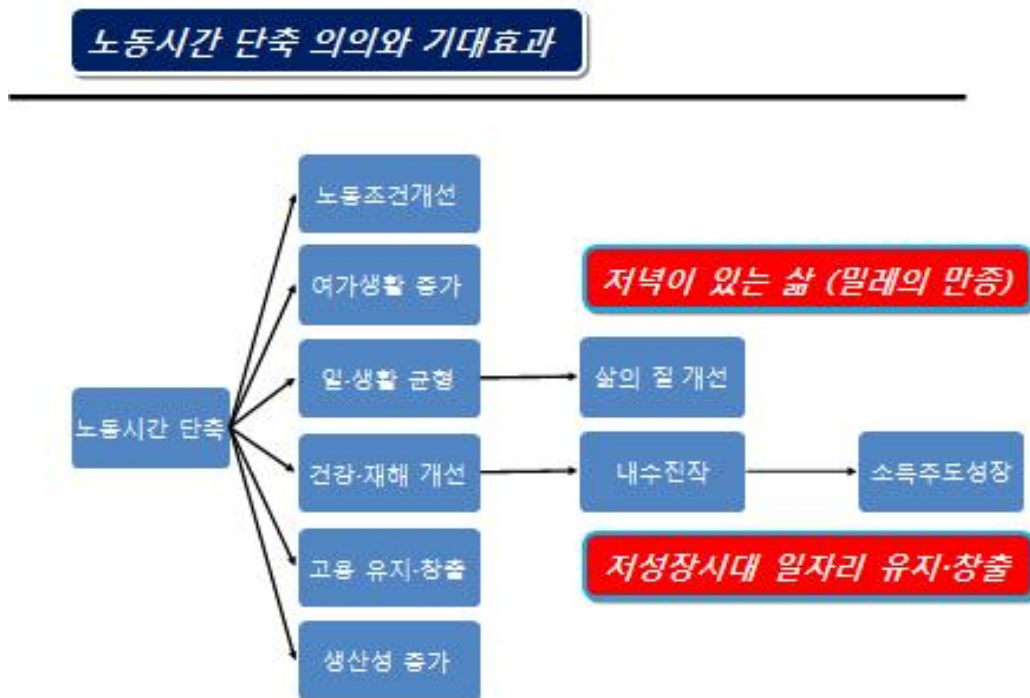 노동시간 단축 의의와 기대효과
노동조건개선
여가생활 증가
저녁이 있는 삶 (밀레의 만종)
일·생활 균형
삶의 질 개선
노동시간 단축
건강·재해 개선
내수진작
소득주도성장
고용 유지·창출
저성장시대 일자리 유지·창출
생산성 증가